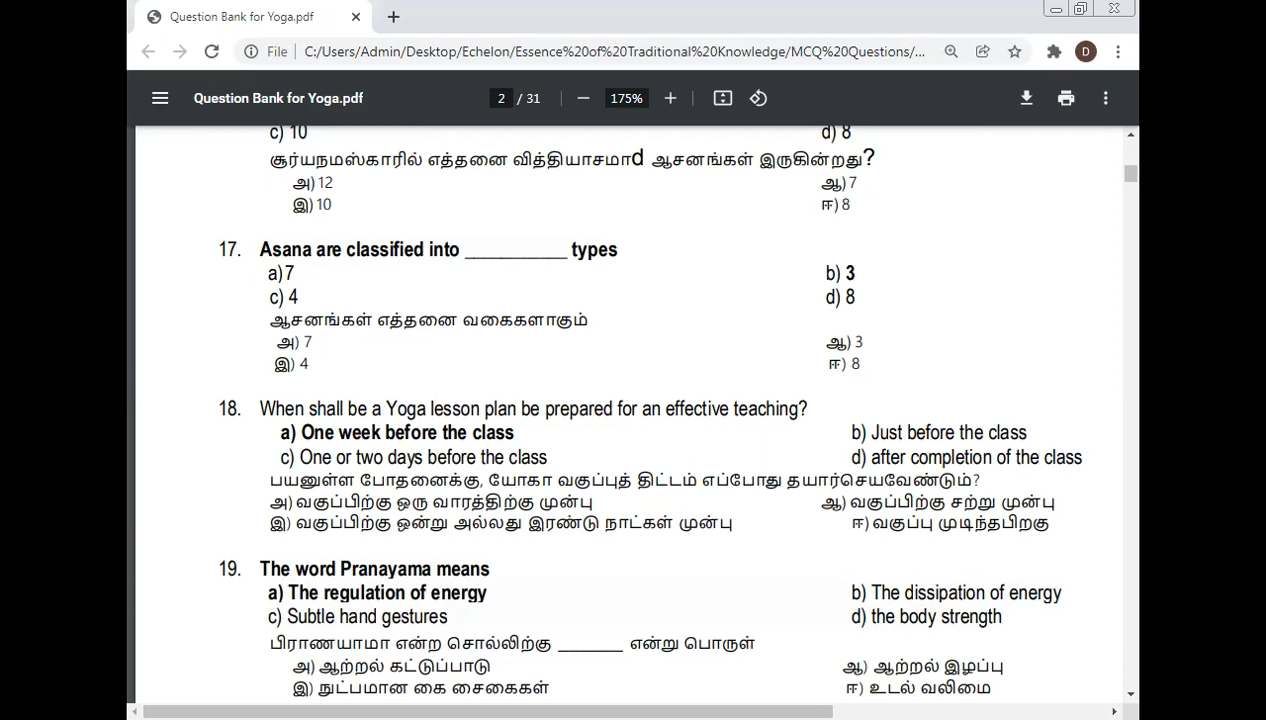 Question Bank for Yoga.pdf
File C:/Users/Admin/Desktop/Echelon/Essence%20of%20Traditional%20Knowledge/MCQ%20Questions/... D
Question Bank for Yoga.pdf 2 / 31 175%
c) 10 d) 8
சூர்யநமஸ்காரில் எத்தனை வித்தியாசமாd ஆசனங்கள் இருகின்றது?
அ) 12 ஆ) 7
இ) 10 ஈ) 8
17. Asana are classified into ___________ types
a) 7 b) 3
c) 4 d) 8
ஆசனங்கள் எத்தனை வகைகளாகும்
அ) 7 ஆ) 3
இ) 4 ஈ) 8
18. When shall be a Yoga lesson plan be prepared for an effective teaching?
a) One week before the class b) Just before the class
c) One or two days before the class d) after completion of the class
பயனுள்ள போதனைக்கு, யோகா வகுப்புத் திட்டம் எப்போது தயார்செயவேண்டும்?
அ) வகுப்பிற்கு ஒரு வாரத்திற்கு முன்பு ஆ) வகுப்பிற்கு சற்று முன்பு
இ) வகுப்பிற்கு ஒன்று அல்லது இரண்டு நாட்கள் முன்பு ஈ) வகுப்பு முடிந்தபிறகு
19. The word Pranayama means
a) The regulation of energy b) The dissipation of energy
c) Subtle hand gestures d) the body strength
பிராணயாமா என்ற சொல்லிற்கு _______ என்று பொருள்
அ) ஆற்றல் கட்டுப்பாடு ஆ) ஆற்றல் இழப்பு
இ) நுட்பமான கை சைகைகள் ஈ) உடல் வலிமை